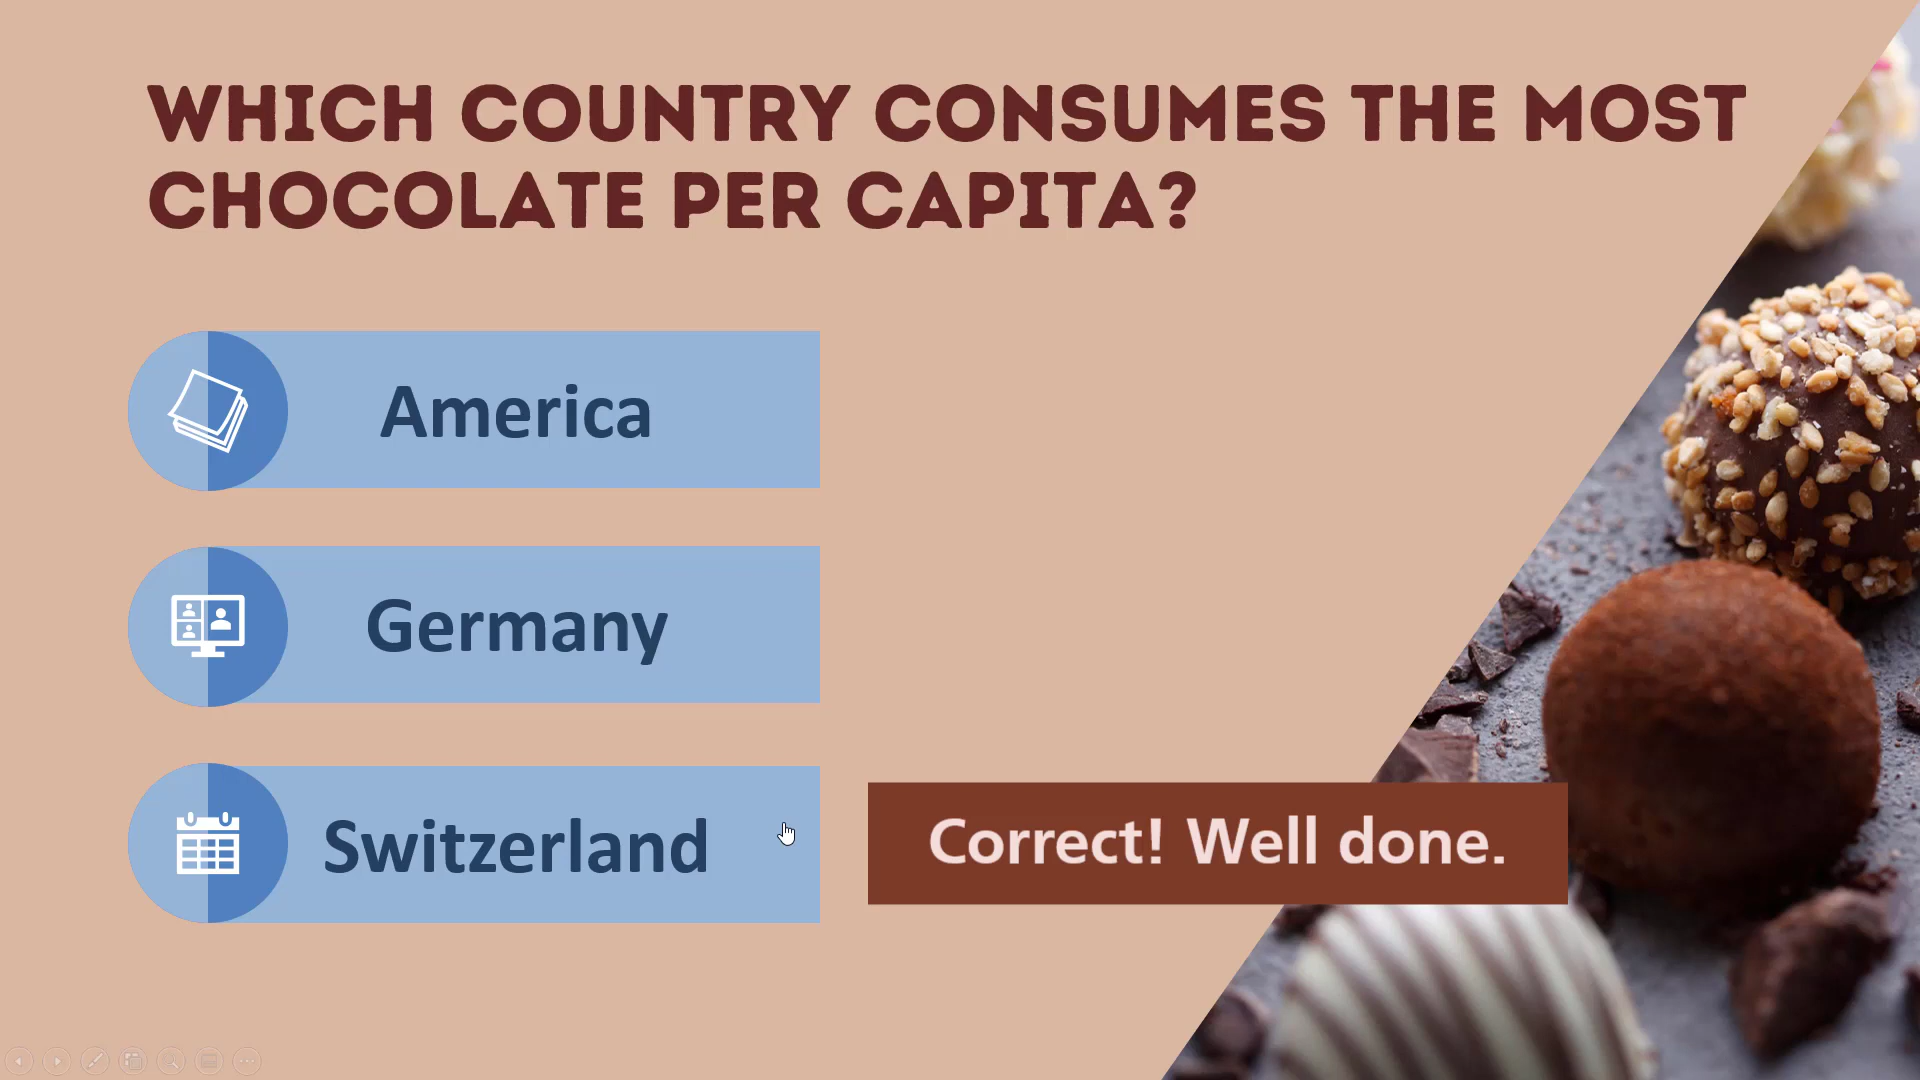 WHICH COUNTRY CONSUMES THE MOST
CHOCOLATE PER CAPITA?
America
Germany
Switzerland
Correct! Well done.